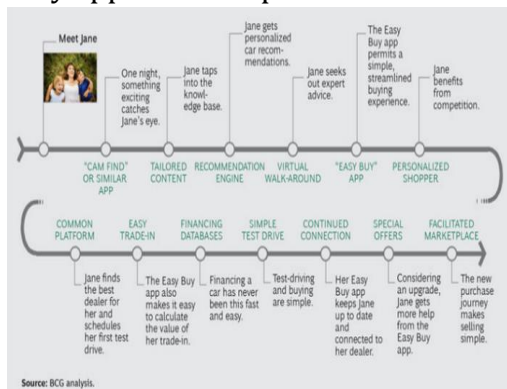 Meet Jane
One night,
something
exciting
catches
Jane's eye.
Jane taps
into the
knowl-
edge base.
Jane gets
personalized
car recom-
mendations.
Jane seeks
out expert
advice.
The Easy
Buy app
permits a
simple,
streamlined
buying
experience.
Jane
benefits
from
competition.
"CAM FIND"
OR SIMILAR
APP
TAILORED
CONTENT
RECOMMENDATION
ENGINE
VIRTUAL
WALK-AROUND
"EASY BUY"
APP
PERSONALIZED
SHOPPER
COMMON
PLATFORM
EASY
TRADE-IN
FINANCING
DATABASES
SIMPLE
TEST DRIVE
CONTINUED
CONNECTION
SPECIAL
OFFERS
FACILITATED
MARKETPLACE
Jane finds
the best
dealer for
her and
schedules
her first test
drive.
The Easy Buy
app also
makes it easy
to calculate
the value of
her trade-in.
Financing a
car has never
been this fast
and easy.
Test-driving
and buying
are simple.
Her Easy
Buy app
keeps Jane
up to date
and
connected to
her dealer.
Considering
an upgrade,
Jane gets
more help
from the
Easy Buy
app.
The new
purchase
journey
makes
selling
simple.
Source: BCG analysis.